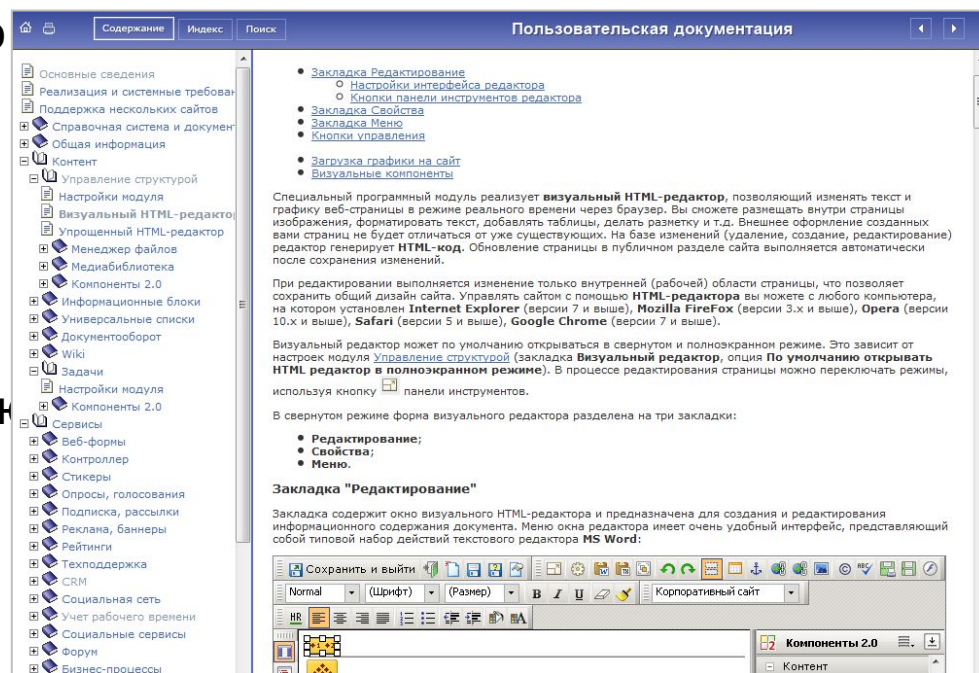 Содержание Индекс Поиск Пользовательская документация
Основные сведения
Реализация и системные требован
Поддержка нескольких сайтов
Справочная система и документ
Общая информация
Контент
Управление структурой
Настройки модуля
Визуальный HTML-редакто
Упрощенный HTML-редактор
Менеджер файлов
Медиабиблиотека
Компоненты 2.0
Информационные блоки
Универсальные списки
Документооборот
Wiki
Задачи
Настройки модуля
Компоненты 2.0
Сервисы
Веб-формы
Контроллер
Стикеры
Опросы, голосования
Подписка, рассылки
Реклама, баннеры
Рейтинги
Техподдержка
CRM
Социальная сеть
Учет рабочего времени
Социальные сервисы
Форум
Бизнес-процессы
Закладка Редактирование
Настройки интерфейса редактора
Кнопки панели инструментов редактора
Закладка Свойства
Закладка Меню
Кнопки управления
Загрузка графики на сайт
Визуальные компоненты
Специальный программный модуль реализует визуальный HTML-редактор, позволяющий изменять текст и
графику веб-страницы в режиме реального времени через браузер. Вы сможете размещать внутри страницы
изображения, форматировать текст, добавлять таблицы, делать разметку и т.д. Внешнее оформление созданных
вами страниц не будет отличаться от уже существующих. На базе изменений (удаление, создание, редактирование)
редактор генерирует HTML-код. Обновление страницы в публичном разделе сайта выполняется автоматически
после сохранения изменений.
При редактировании выполняется изменение только внутренней (рабочей) области страницы, что позволяет
сохранить общий дизайн сайта. Управлять сайтом с помощью HTML-редактора вы можете с любого компьютера,
на котором установлен Internet Explorer (версии 7 и выше), Mozilla FireFox (версии 3.x и выше), Opera (версии
10.x и выше), Safari (версии 5 и выше), Google Chrome (версии 7 и выше).
Визуальный редактор может по умолчанию открываться в свернутом и полноэкранном режиме. Это зависит от
настроек модуля Управление структурой (закладка Визуальный редактор, опция По умолчанию открывать
HTML редактор в полноэкранном режиме). В процессе редактирования страницы можно переключать режимы,
используя кнопку панели инструментов.
В свернутом режиме форма визуального редактора разделена на три закладки:
Редактирование;
Свойства;
Меню.
Закладка "Редактирование"
Закладка содержит окно визуального HTML-редактора и предназначена для создания и редактирования
информационного содержания документа. Меню окна редактора имеет очень удобный интерфейс, представляющий
собой типовой набор действий текстового редактора MS Word:
Сохранить и выйти
Normal (Шрифт) (Размер) B I U Корпоративный сайт
HR
Компоненты 2.0
Контент